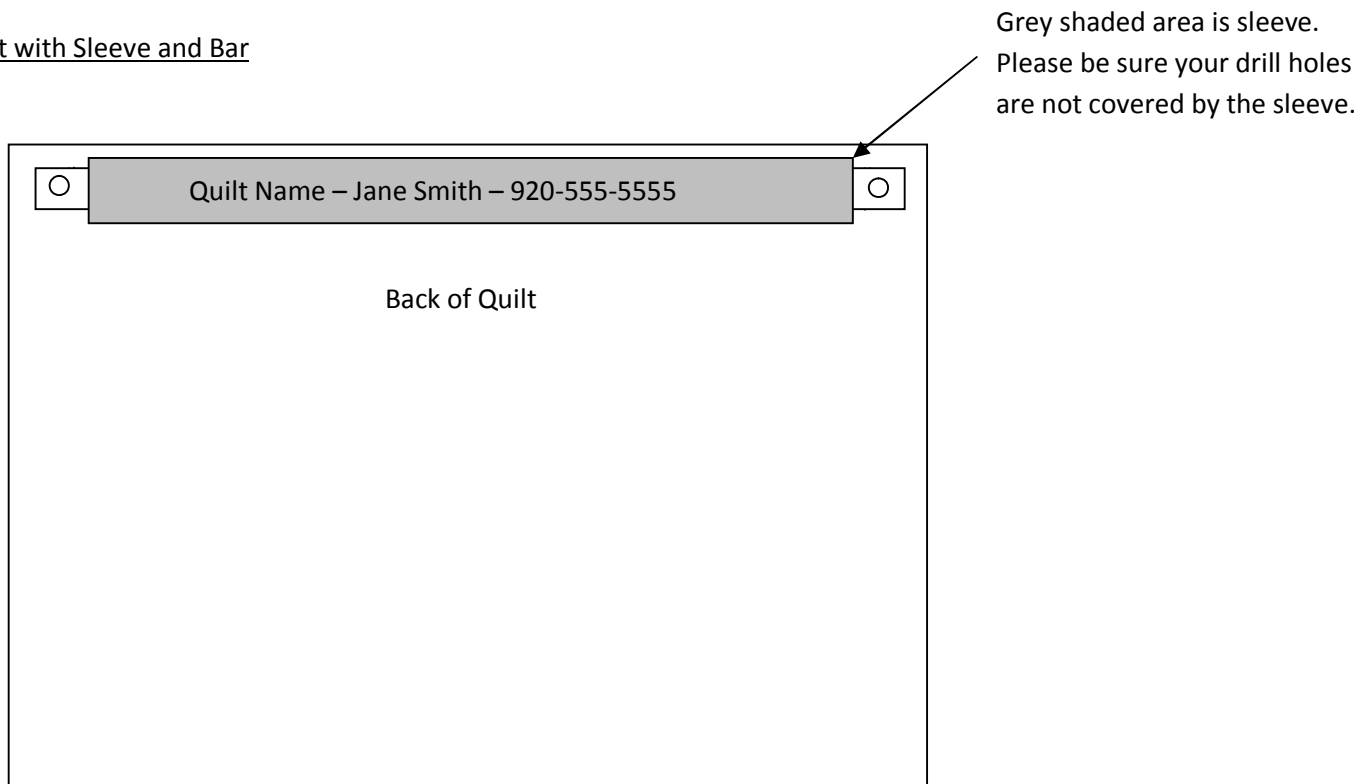 t with Sleeve and Bar
Grey shaded area is sleeve.
Please be sure your drill holes
are not covered by the sleeve.
Quilt Name – Jane Smith – 920-555-5555
Back of Quilt